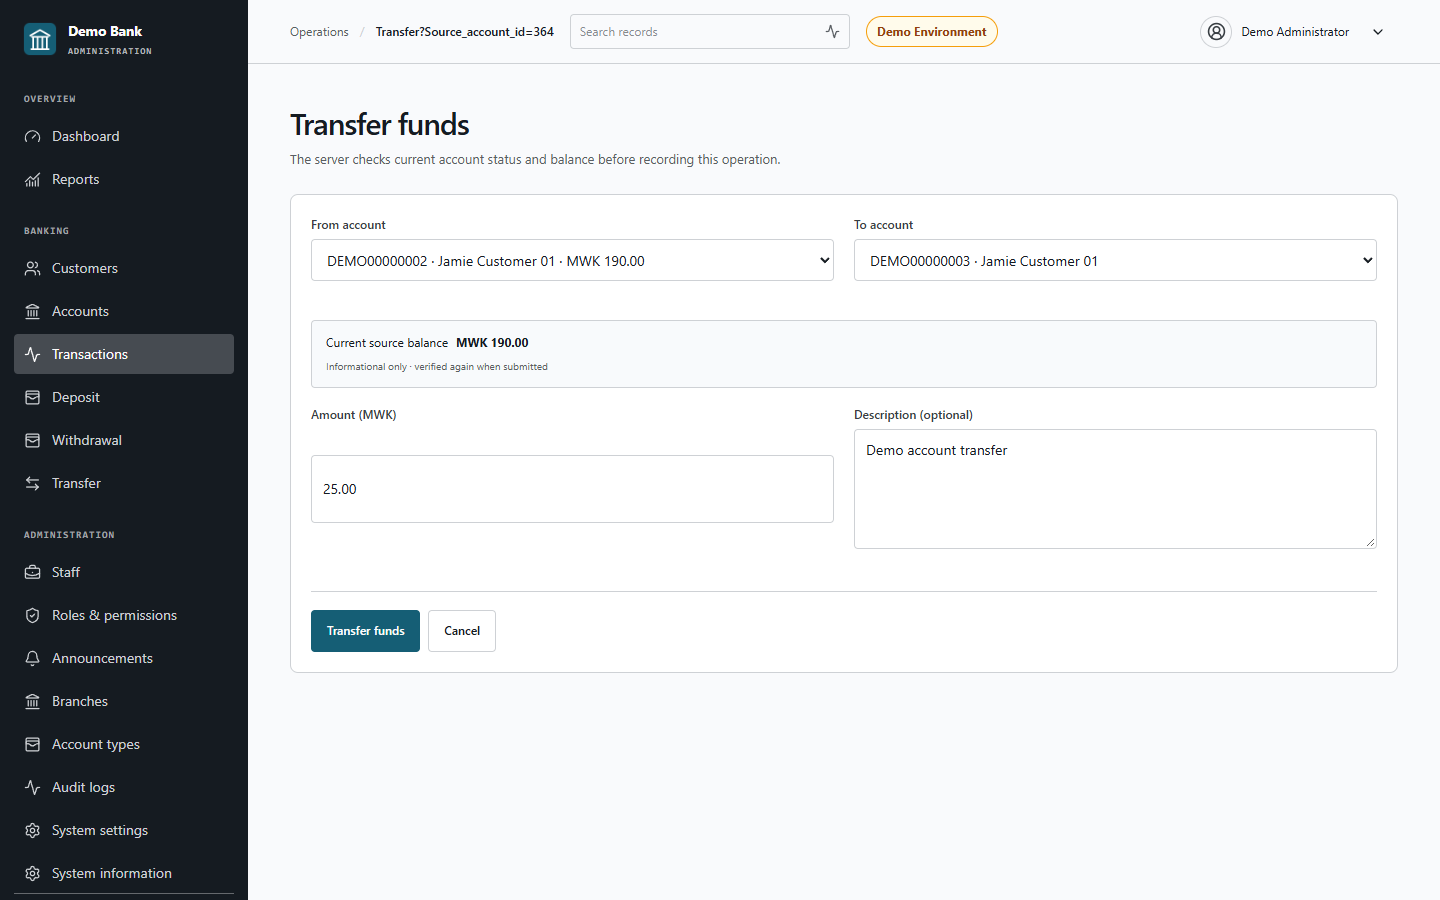 Demo Bank
ADMINISTRATION
OVERVIEW
Dashboard
Reports
BANKING
Customers
Accounts
Transactions
Deposit
Withdrawal
Transfer
ADMINISTRATION
Staff
Roles & permissions
Announcements
Branches
Account types
Audit logs
System settings
System information
Operations / Transfer?Source_account_id=364
Search records
Demo Environment
Demo Administrator
Transfer funds
The server checks current account status and balance before recording this operation.
From account
DEMO00000002 · Jamie Customer 01 · MWK 190.00
To account
DEMO00000003 · Jamie Customer 01
Current source balance MWK 190.00
Informational only · verified again when submitted
Amount (MWK)
25.00
Description (optional)
Demo account transfer
Transfer funds
Cancel